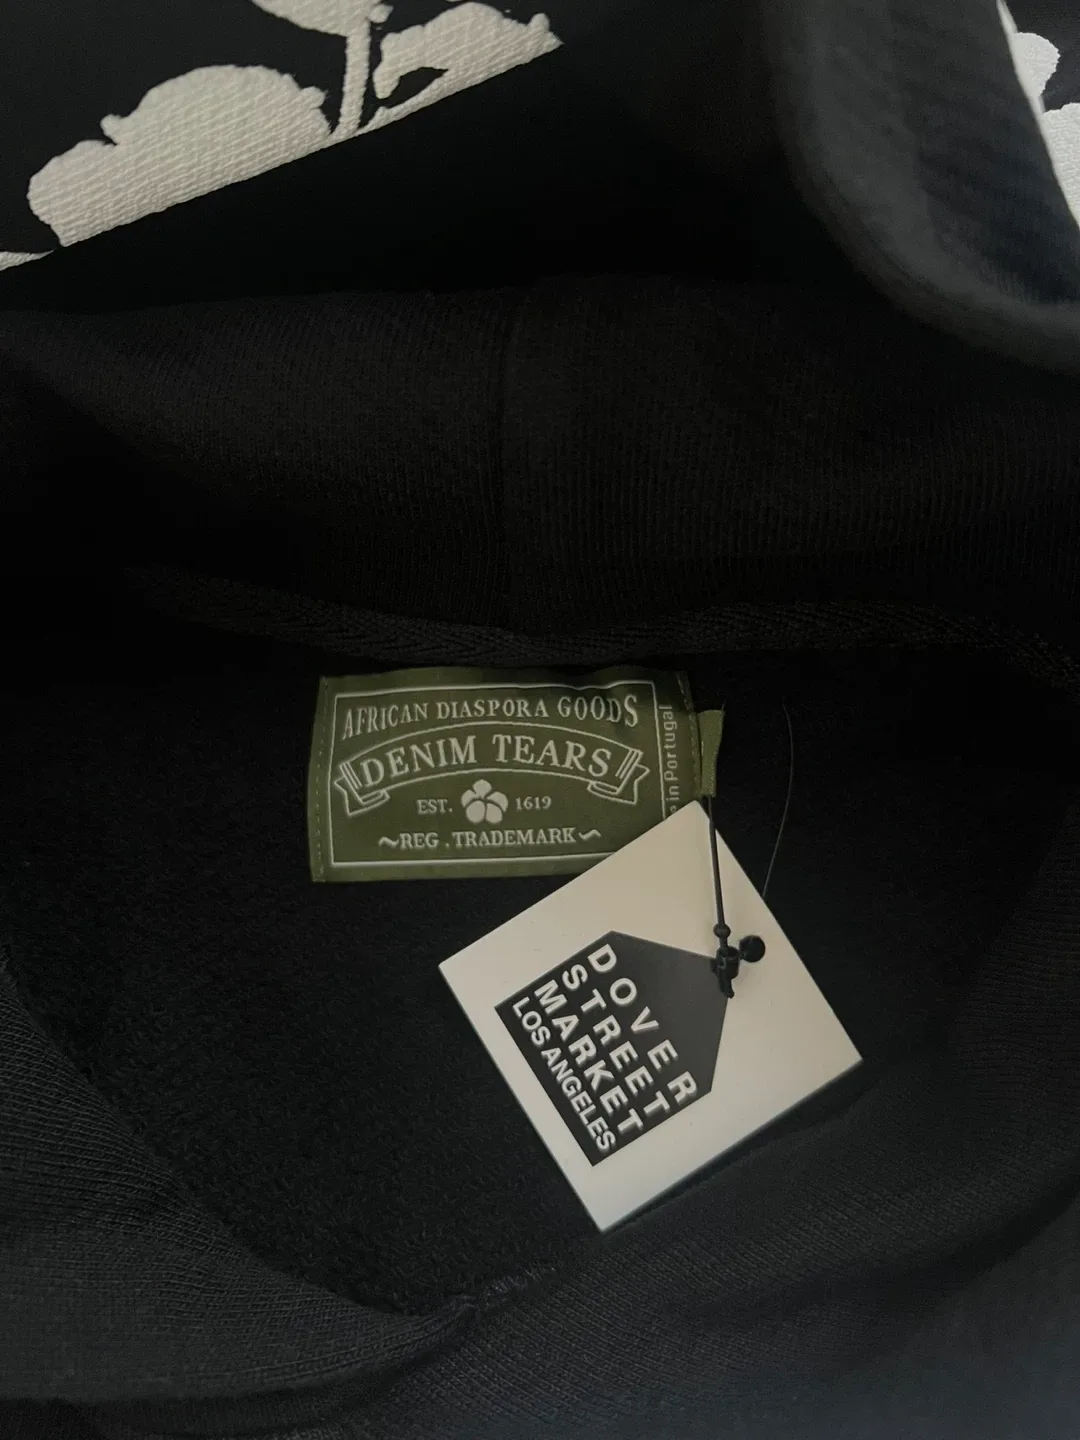 AFRICAN DIASPORA GOODS
DENIM TEARS
EST. 1619
~REG . TRADEMARK~
in Portugal
DOVER
STREET
MARKET
LOS ANGELES